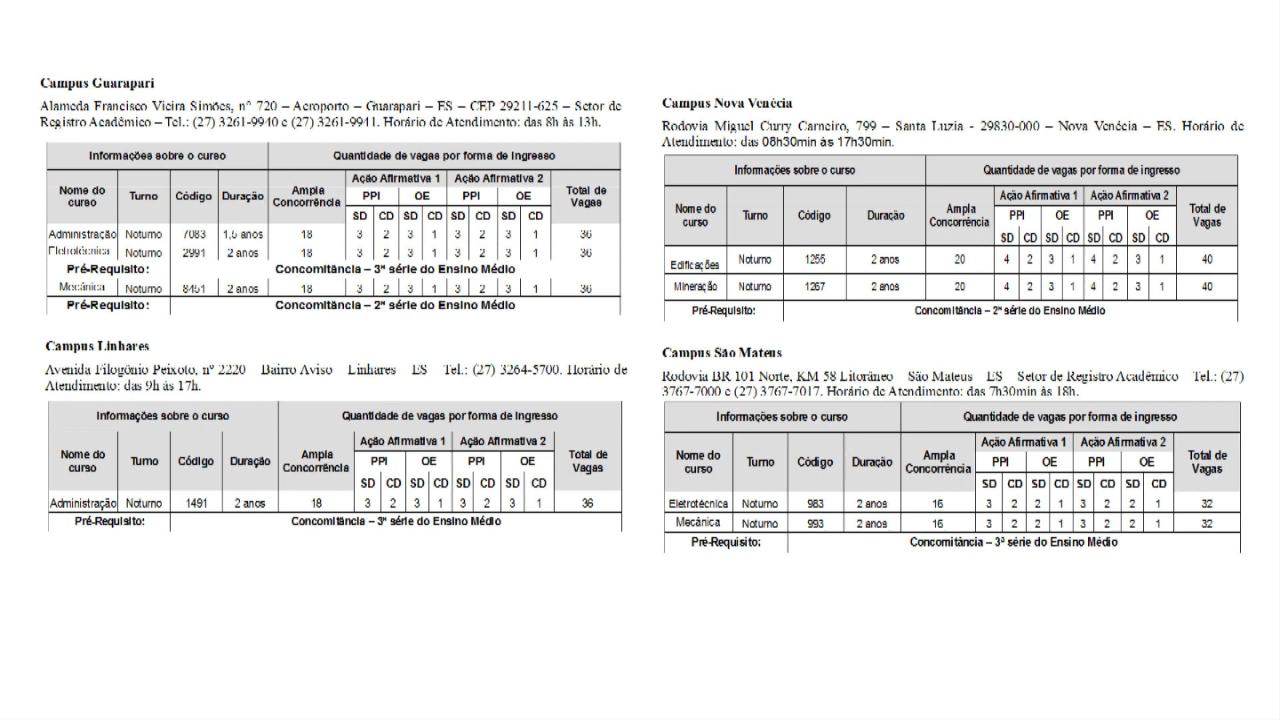 Campus Guarapari
Alameda Francisco Vieira Simões, n° 720 – Aeroporto – Guarapari – ES – CEP 29211-625 – Setor de
Registro Acadêmico – Tel.: (27) 3261-9940 e (27) 3261-9941. Horário de Atendimento: das 8h às 13h.
Informações sobre o curso Quantidade de vagas por forma de Ingresso
Nome do curso Turno Código Duração Ampla Concorrência Ação Afirmativa 1 Ação Afirmativa 2 Total de Vagas
PPI OE PPI OE
SD CD SD CD SD CD SD CD
Administração Noturno 7083 1,5 anos 18 3 2 3 1 3 2 3 1 36
Eletrotécnica Noturno 2991 2 anos 18 3 2 3 1 3 2 3 1 36
Pré-Requisito: Concomitância – 3ª série do Ensino Médio
Mecânica Noturno 8451 2 anos 18 3 2 3 1 3 2 3 1 36
Pré-Requisito: Concomitância – 2ª série do Ensino Médio
Campus Linhares
Avenida Filogônio Peixoto, nº 2220 Bairro Aviso Linhares ES Tel.: (27) 3264-5700. Horário de
Atendimento: das 9h às 17h.
Informações sobre o curso Quantidade de vagas por forma de Ingresso
Nome do curso Turno Código Duração Ampla Concorrência Ação Afirmativa 1 Ação Afirmativa 2 Total de Vagas
PPI OE PPI OE
SD CD SD CD SD CD SD CD
Administração Noturno 1491 2 anos 18 3 2 3 1 3 2 3 1 36
Pré-Requisito: Concomitância – 3ª série do Ensino Médio
Campus Nova Venécia
Rodovia Miguel Curry Carneiro, 799 – Santa Luzia - 29830-000 – Nova Venécia – ES. Horário de
Atendimento: das 08h30min às 17h30min.
Informações sobre o curso Quantidade de vagas por forma de ingresso
Nome do curso Turno Código Duração Ampla Concorrência Ação Afirmativa 1 Ação Afirmativa 2 Total de Vagas
PPI OE PPI OE
SD CD SD CD SD CD SD CD
Edificações Noturno 1255 2 anos 20 4 2 3 1 4 2 3 1 40
Mineração Noturno 1267 2 anos 20 4 2 3 1 4 2 3 1 40
Pré-Requisito: Concomitância – 2ª série do Ensino Médio
Campus São Mateus
Rodovia BR 101 Norte, KM 58 Litorâneo São Mateus ES Setor de Registro Acadêmico Tel.: (27)
3767-7000 e (27) 3767-7017. Horário de Atendimento: das 7h30min às 18h.
Informações sobre o curso Quantidade de vagas por forma de ingresso
Nome do curso Turno Código Duração Ampla Concorrência Ação Afirmativa 1 Ação Afirmativa 2 Total de Vagas
PPI OE PPI OE
SD CD SD CD SD CD SD CD
Eletrotécnica Noturno 983 2 anos 16 3 2 2 1 3 2 2 1 32
Mecânica Noturno 993 2 anos 16 3 2 2 1 3 2 2 1 32
Pré-Requisito: Concomitância – 3ª série do Ensino Médio